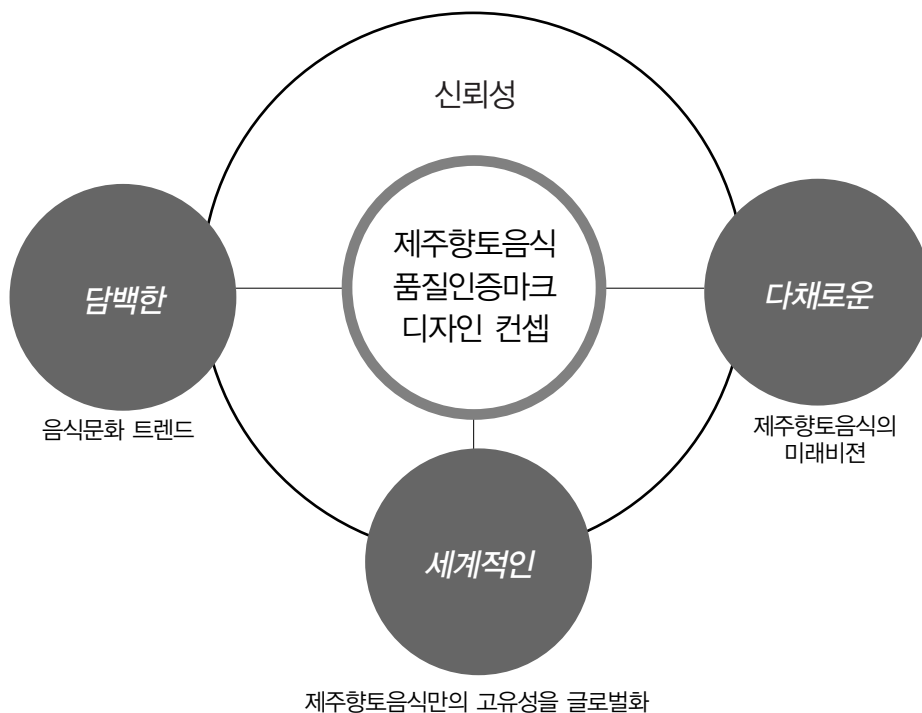 신뢰성
제주향토음식
품질인증마크
디자인 컨셉
담백한
음식문화 트렌드
다채로운
제주향토음식의
미래비젼
세계적인
제주향토음식만의 고유성을 글로벌화